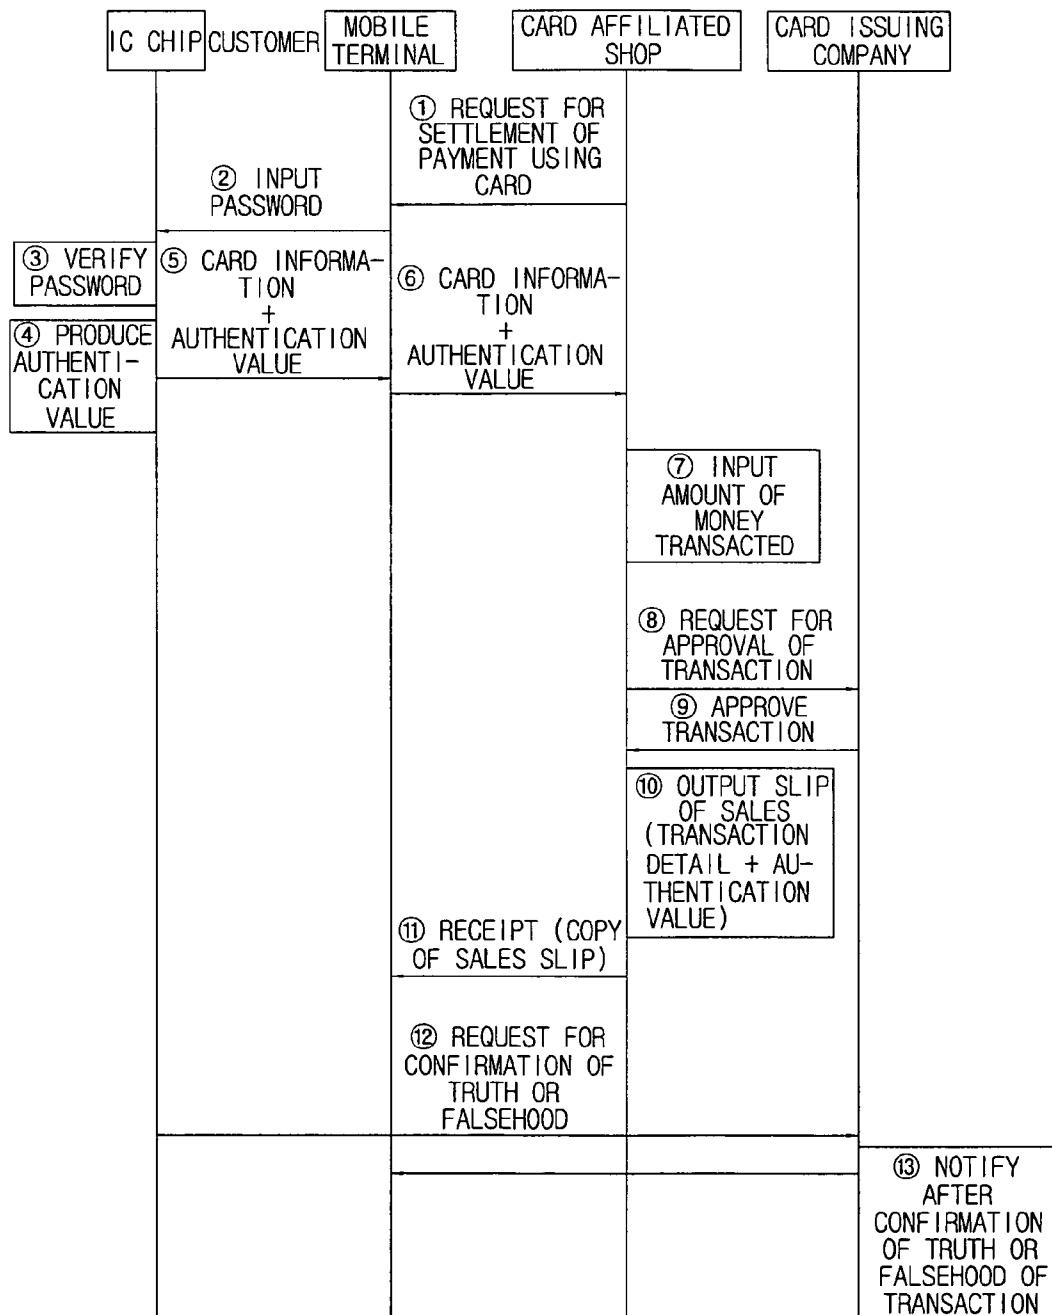 IC CHIP
CUSTOMER
MOBILE
TERMINAL
CARD AFFILIATED
SHOP
CARD ISSUING
COMPANY
① REQUEST FOR
SETTLEMENT OF
PAYMENT USING
CARD
② INPUT
PASSWORD
③ VERIFY
PASSWORD
④ PRODUCE
AUTHENTI-
CATION
VALUE
⑤ CARD INFORMA-
TION
+
AUTHENTICATION
VALUE
⑥ CARD INFORMA-
TION
+
AUTHENTICATION
VALUE
⑦ INPUT
AMOUNT OF
MONEY
TRANSACTED
⑧ REQUEST FOR
APPROVAL OF
TRANSACTION
⑨ APPROVE
TRANSACTION
⑩ OUTPUT SLIP
OF SALES
(TRANSACTION
DETAIL + AU-
THENTICATION
VALUE)
⑪ RECEIPT (COPY
OF SALES SLIP)
⑫ REQUEST FOR
CONFIRMATION OF
TRUTH OR
FALSEHOOD
⑬ NOTIFY
AFTER
CONFIRMATION
OF TRUTH OR
FALSEHOOD OF
TRANSACTION